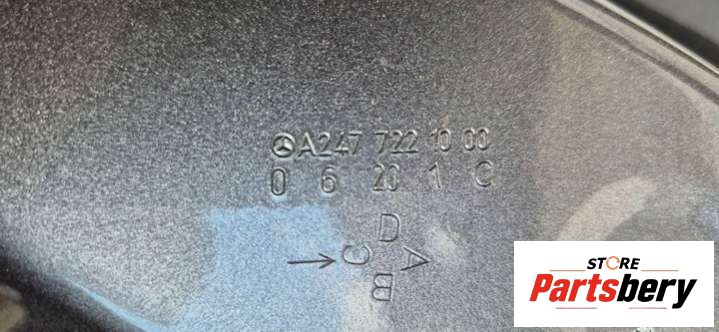 A247 722 10 00
0 6 20 1 C
D
C A
B
STORE
Partsbery